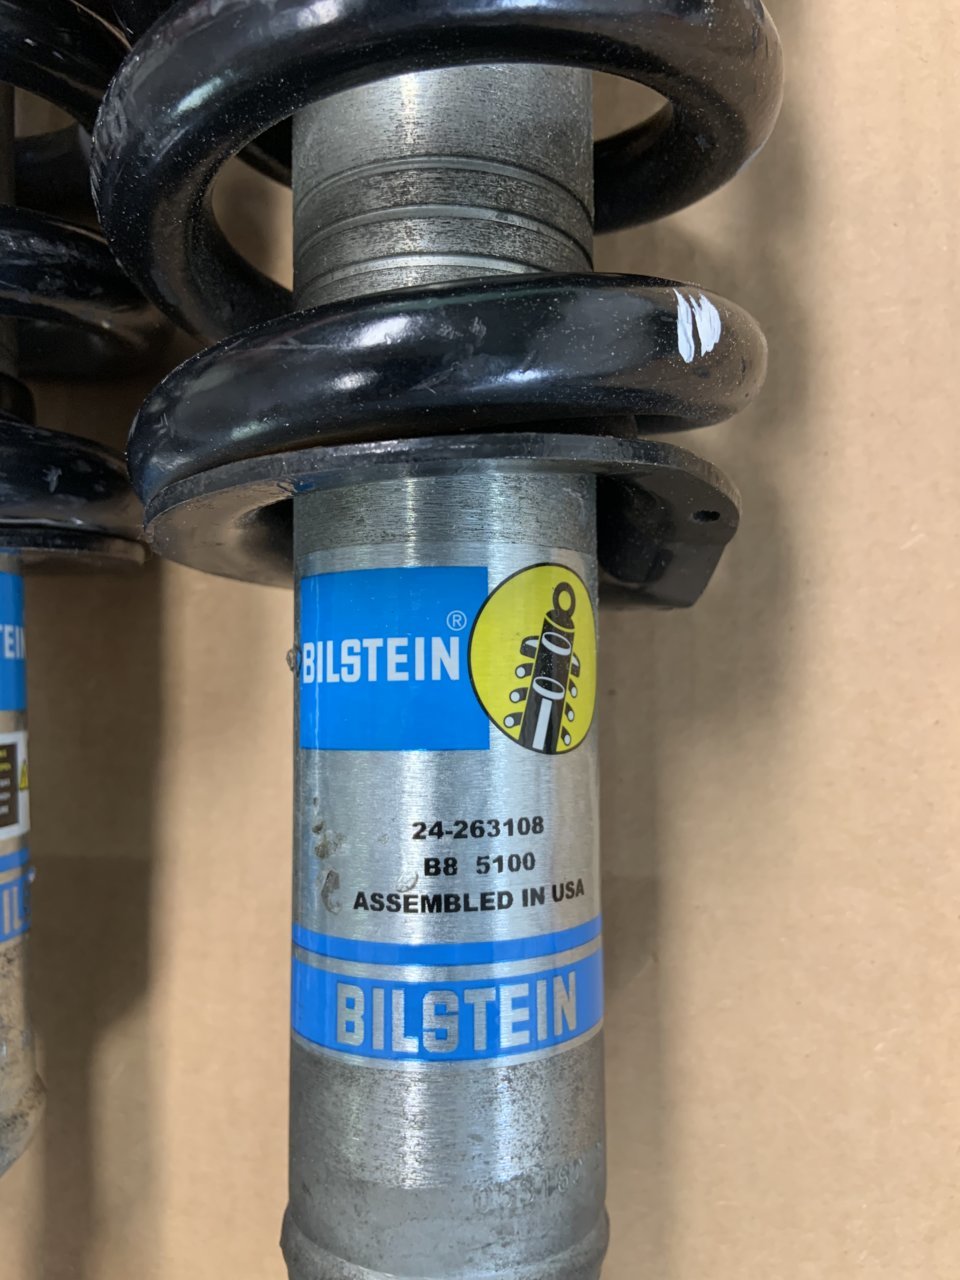 BILSTEIN®
24-263108
B8 5100
ASSEMBLED IN USA
BILSTEIN